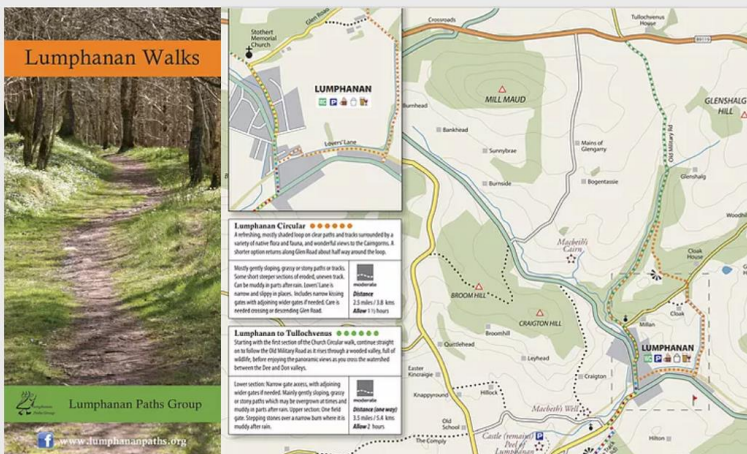 Lumphanan Walks
Lumphanan Paths Group
www.lumphananpaths.org
Stothert
Memorial
Church
Glen Road
LUMPHANAN
Lovers' Lane
Lumphanan Circular
A refreshing, mostly shaded loop on clear paths and tracks surrounded by a
variety of native flora and fauna, and wonderful views to the Cairngorms. A
shorter option returns along Glen Road about half way around the loop.
Mostly gently sloping, grassy or stony paths or tracks.
Some short steeper sections of eroded, uneven track.
Can be muddy in parts after rain. Lovers' Lane is
narrow and slippy in places. Includes narrow kissing
gates with adjoining wider gates if needed. Care is
needed crossing or descending Glen Road.
moderate
Distance
2.5 miles / 3.8 kms
Allow 1½ hours
Lumphanan to Tullochvenus
Starting with the first section of the Church Circular walk, continue straight
on to follow the Old Military Road as it rises through a wooded valley, full of
wildlife, before enjoying the panoramic views as you cross the watershed
between the Dee and Don valleys.
Lower section: Narrow gate access, with adjoining
wider gates if needed. Mainly gently sloping, grassy
or stony paths which may be overgrown at times and
muddy in parts after rain. Upper section: One field
gate. Stepping stones over a narrow burn where it is
muddy after rain.
moderate
Distance (one way)
3.5 miles / 5.4 kms
Allow 2 hours
Crossroads
Tullochvenus
House
MILL MAUD
GLENSHALG
HILL
Burnhead
Bankhead
Sunnybrae
Mains of
Glengarry
Old Military Rd
Burnside
Bogentassie
Glenshalg
Macbeth's
Cairn
Cloak
House
BROOM HILL
CRAIGTON HILL
Cloak
Millan
Broomhill
LUMPHANAN
Quittlehead
Leyhead
Easter
Kincraigie
Craigton
Hillock
Knappyround
Macbeth's Well
Old
School
The Comply
Castle (remains)
Peel of
Lumphanan
Hilton